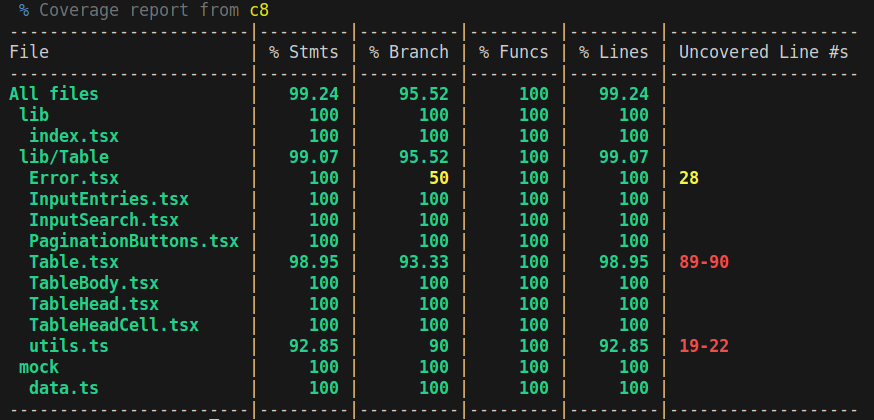 % Coverage report from c8
------------------------|---------|----------|---------|---------|-------------------
File                    | % Stmts | % Branch | % Funcs | % Lines | Uncovered Line #s
------------------------|---------|----------|---------|---------|-------------------
All files               |   99.24 |    95.52 |     100 |   99.24 |
 lib                    |     100 |      100 |     100 |     100 |
  index.tsx             |     100 |      100 |     100 |     100 |
 lib/Table              |   99.07 |    95.52 |     100 |   99.07 |
  Error.tsx             |     100 |       50 |     100 |     100 | 28
  InputEntries.tsx      |     100 |      100 |     100 |     100 |
  InputSearch.tsx       |     100 |      100 |     100 |     100 |
  PaginationButtons.tsx |     100 |      100 |     100 |     100 |
  Table.tsx             |   98.95 |    93.33 |     100 |   98.95 | 89-90
  TableBody.tsx         |     100 |      100 |     100 |     100 |
  TableHead.tsx         |     100 |      100 |     100 |     100 |
  TableHeadCell.tsx     |     100 |      100 |     100 |     100 |
  utils.ts              |   92.85 |       90 |     100 |   92.85 | 19-22
 mock                   |     100 |      100 |     100 |     100 |
  data.ts               |     100 |      100 |     100 |     100 |
------------------------|---------|----------|---------|---------|-------------------